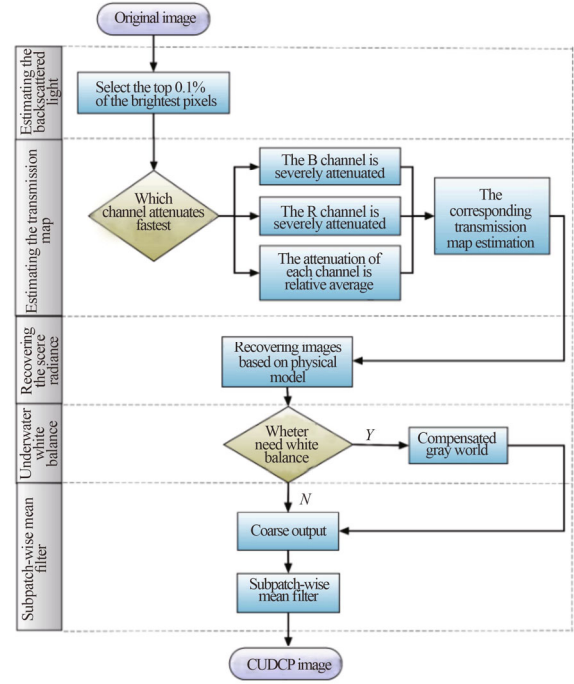 Original image
Estimating the
backscattered
light
Select the top 0.1%
of the brightest pixels
Estimating the transmission
map
Which
channel attenuates
fastest
The B channel is
severely attenuated
The R channel is
severely attenuated
The attenuation of
each channel is
relative average
The
corresponding
transmission
map estimation
Recovering
the scere
radiance
Recovering images
based on physical
model
Underwater
white
balance
Wheter
need white
balance
Y
Compensated
gray world
N
Subpatch-wise mean
filter
Coarse output
Subpatch-wise
mean filter
CUDCP image